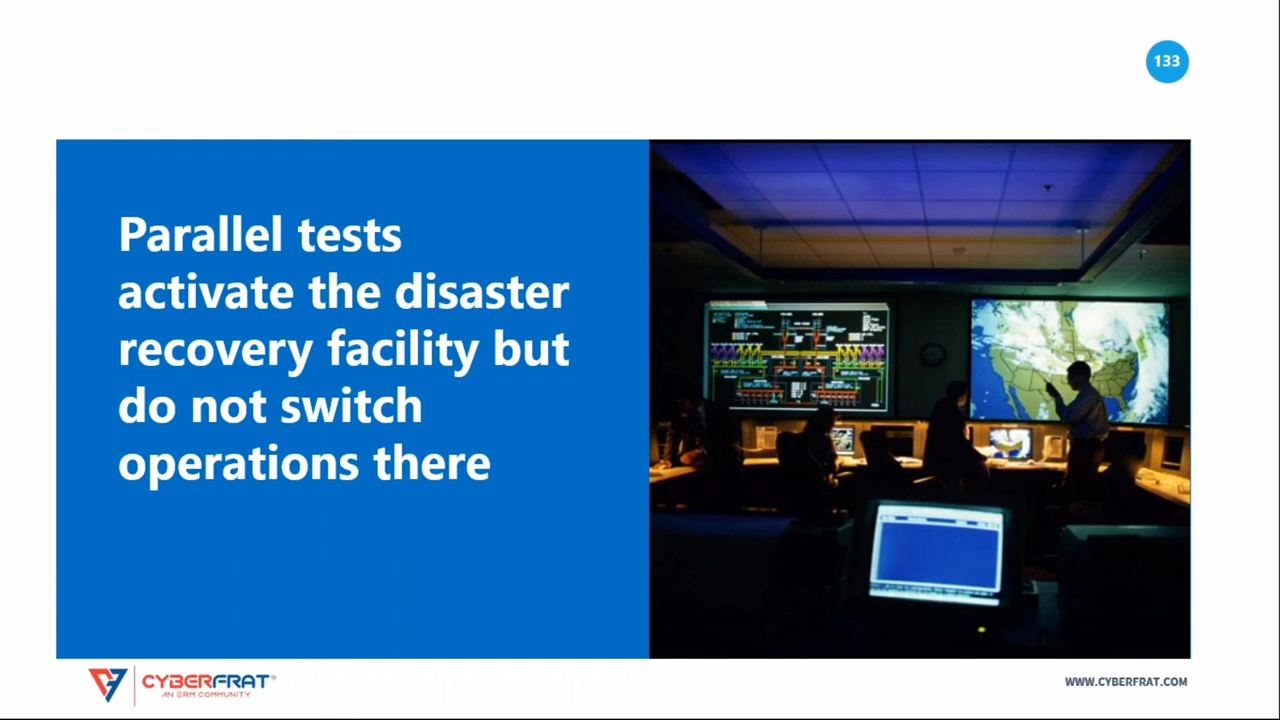 133
Parallel tests
activate the disaster
recovery facility but
do not switch
operations there
CYBERFRAT
AN ERM COMMUNITY
WWW.CYBERFRAT.COM